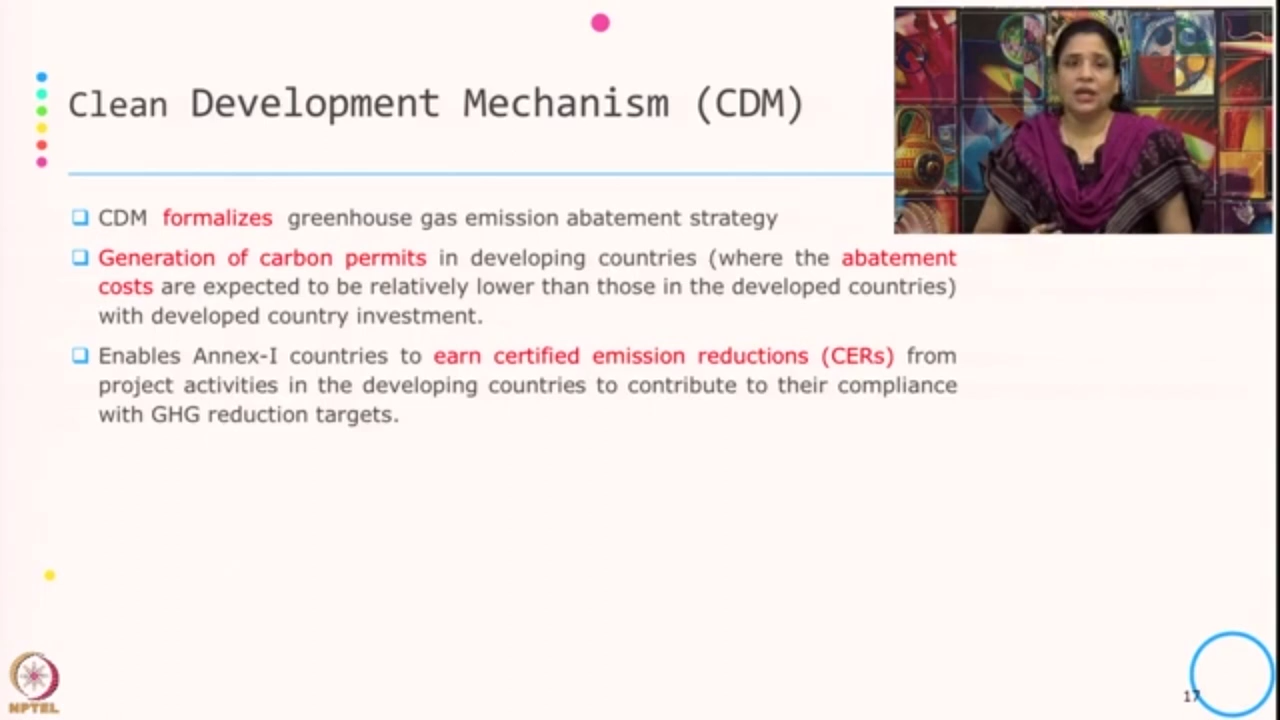 Clean Development Mechanism (CDM)
CDM formalizes greenhouse gas emission abatement strategy
Generation of carbon permits in developing countries (where the abatement
costs are expected to be relatively lower than those in the developed countries)
with developed country investment.
Enables Annex-I countries to earn certified emission reductions (CERs) from
project activities in the developing countries to contribute to their compliance
with GHG reduction targets.
NPTEL
17